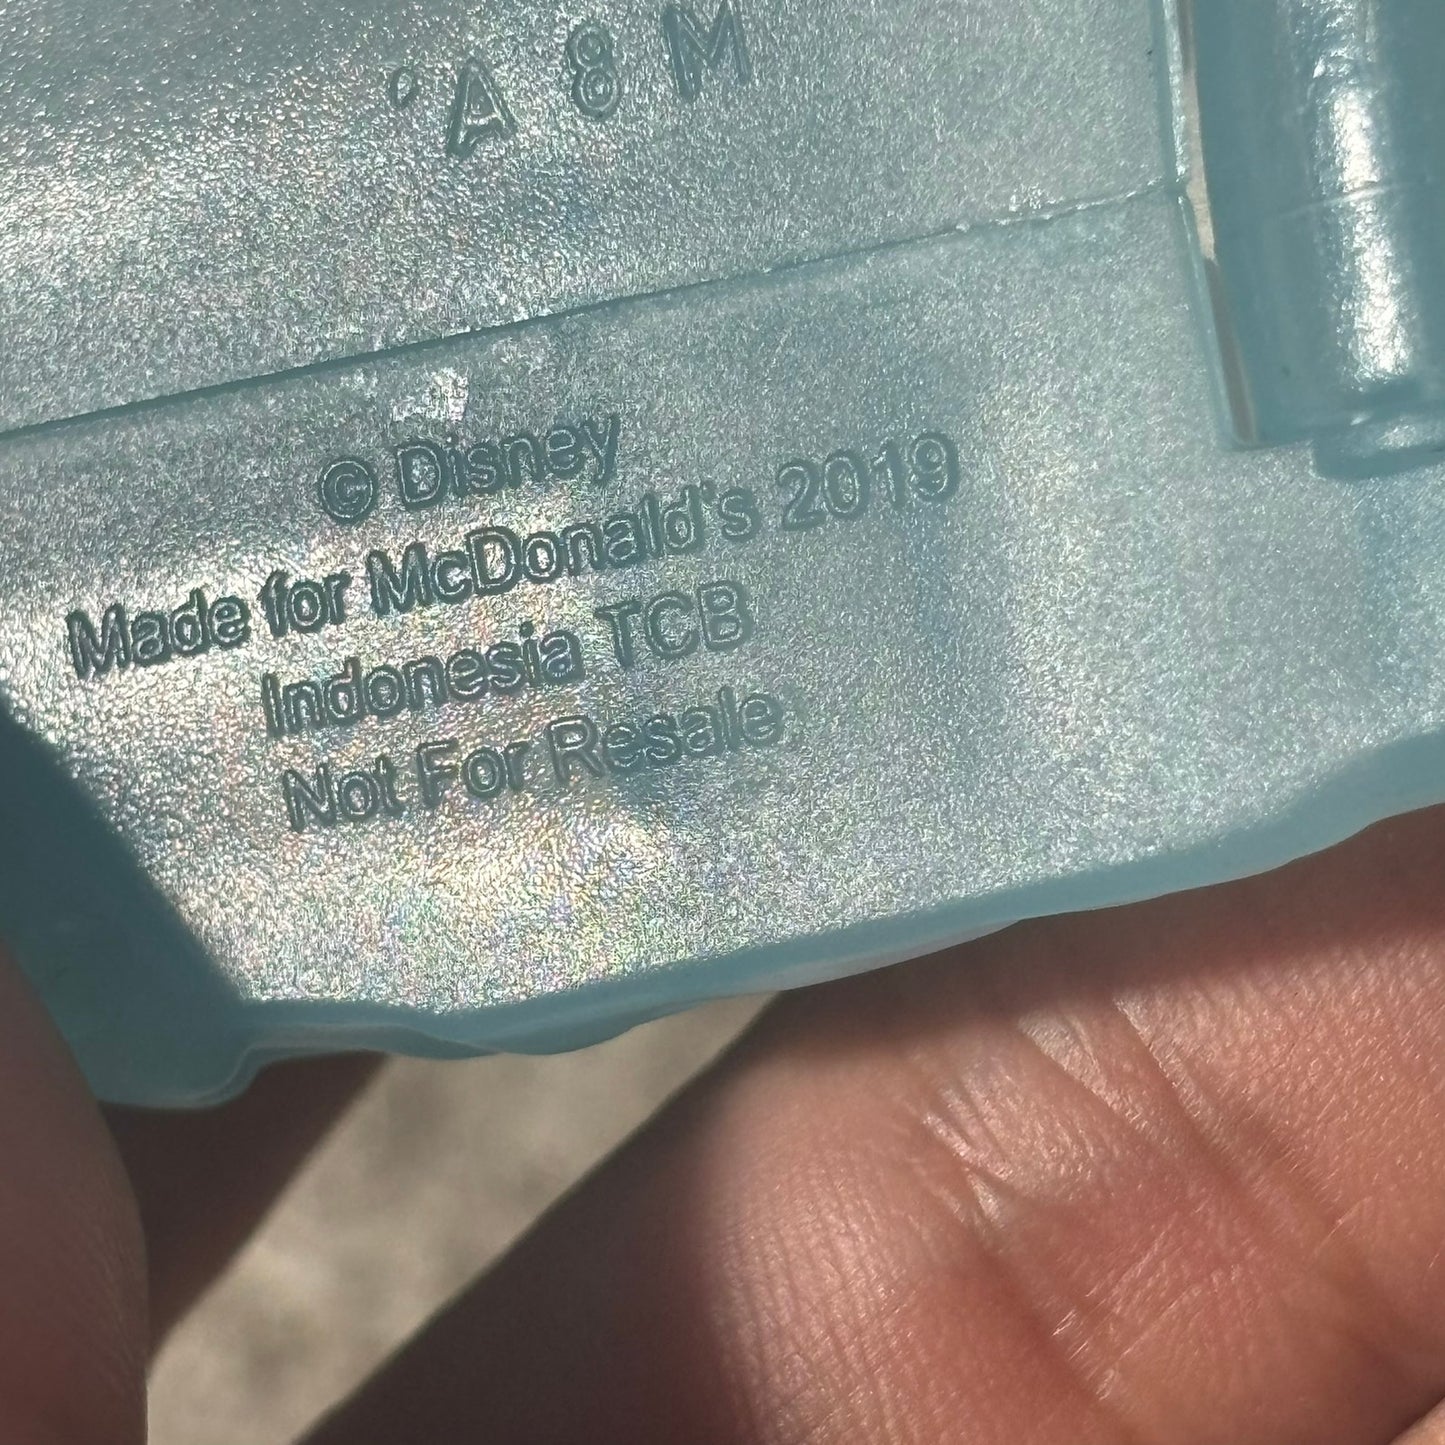 A 8 M
© Disney
Made for McDonald's 2019
Indonesia TCB
Not For Resale